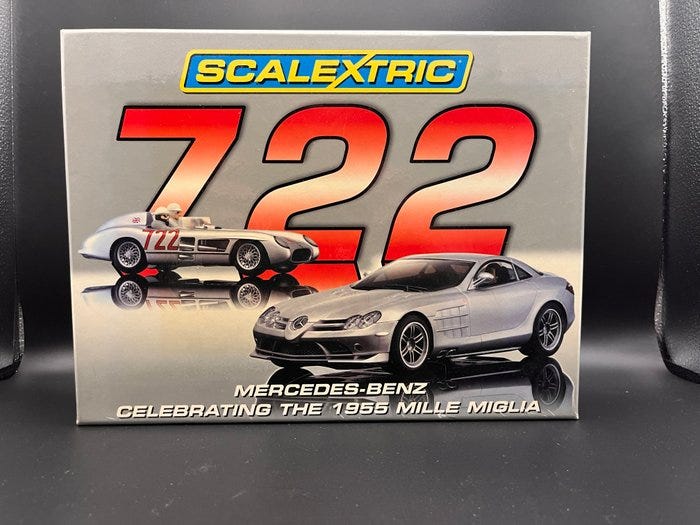 SCALEXTRIC
722
722
MERCEDES-BENZ
CELEBRATING THE 1955 MILLE MIGLIA